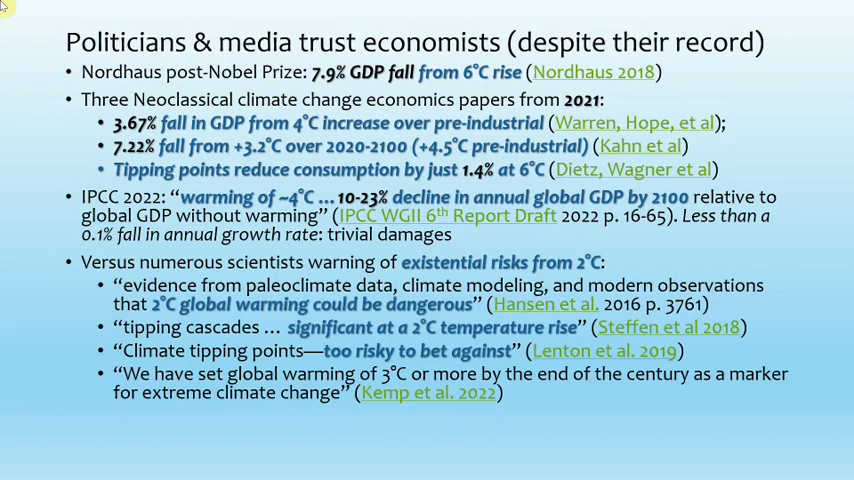 Politicians & media trust economists (despite their record)
• Nordhaus post-Nobel Prize: 7.9% GDP fall from 6°C rise (Nordhaus 2018)
• Three Neoclassical climate change economics papers from 2021:
• 3.67% fall in GDP from 4°C increase over pre-industrial (Warren, Hope, et al);
• 7.22% fall from +3.2°C over 2020-2100 (+4.5°C pre-industrial) (Kahn et al)
• Tipping points reduce consumption by just 1.4% at 6°C (Dietz, Wagner et al)
• IPCC 2022: “warming of ~4°C …10-23% decline in annual global GDP by 2100 relative to
global GDP without warming” (IPCC WGII 6th Report Draft 2022 p. 16-65). Less than a
0.1% fall in annual growth rate: trivial damages
• Versus numerous scientists warning of existential risks from 2°C:
• “evidence from paleoclimate data, climate modeling, and modern observations
that 2°C global warming could be dangerous” (Hansen et al. 2016 p. 3761)
• “tipping cascades … significant at a 2°C temperature rise” (Steffen et al 2018)
• “Climate tipping points—too risky to bet against” (Lenton et al. 2019)
• “We have set global warming of 3°C or more by the end of the century as a marker
for extreme climate change” (Kemp et al. 2022)